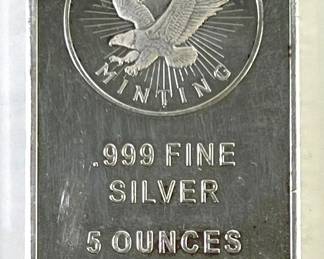 MINTING
.999 FINE
SILVER
5 OUNCES